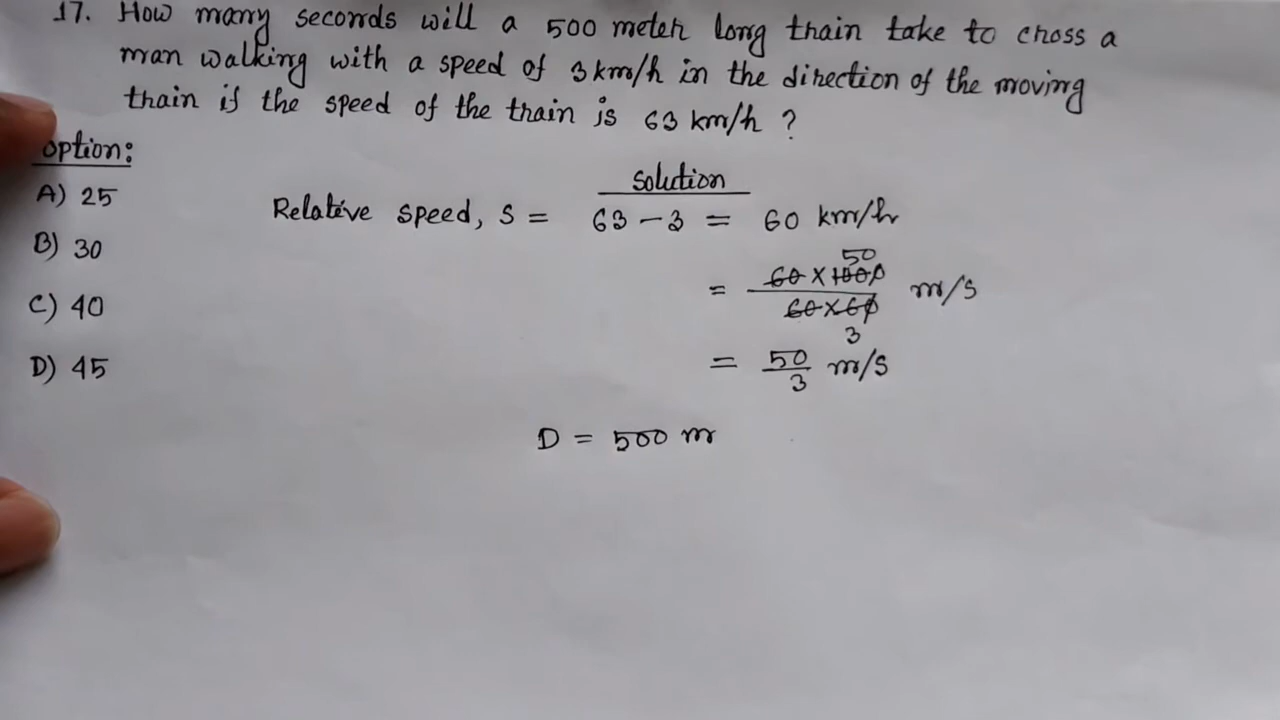 17. How many seconds will a 500 meter long train take to cross a
man walking with a speed of 3 km/h in the direction of the moving
train if the speed of the train is 63 km/h ?
option:
A) 25
B) 30
C) 40
D) 45
Solution
Relative speed, S = 63 - 3 = 60 km/hr
50
= 60 X 1000 / 60 X 60 m/s
3
= 50/3 m/s
D = 500 m